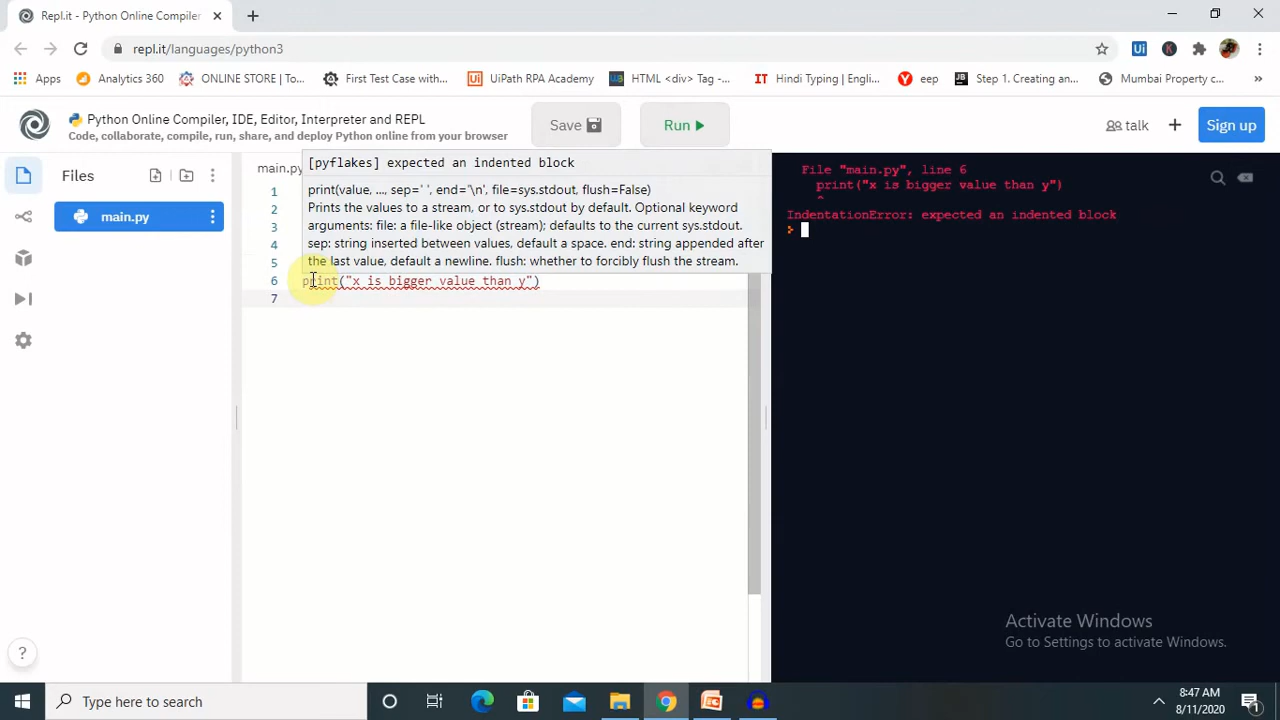 Repl.it - Python Online Compiler
repl.it/languages/python3
Apps
Analytics 360
ONLINE STORE | To...
First Test Case with...
UiPath RPA Academy
HTML <div> Tag -...
Hindi Typing | Engli...
eep
Step 1. Creating an...
Mumbai Property c...
Python Online Compiler, IDE, Editor, Interpreter and REPL
Code, collaborate, compile, run, share, and deploy Python online from your browser
Save
Run
talk
Sign up
Files
main.py
main.py
[pyflakes] expected an indented block
print(value, ..., sep=' ', end='\n', file=sys.stdout, flush=False)
Prints the values to a stream, or to sys.stdout by default. Optional keyword
arguments: file: a file-like object (stream); defaults to the current sys.stdout.
sep: string inserted between values, default a space. end: string appended after
the last value, default a newline. flush: whether to forcibly flush the stream.
1
2
3
4
5
6 print("x is bigger value than y")
7
File "main.py", line 6
print("x is bigger value than y")
^
IndentationError: expected an indented block
Activate Windows
Go to Settings to activate Windows.
Type here to search
8:47 AM
8/11/2020